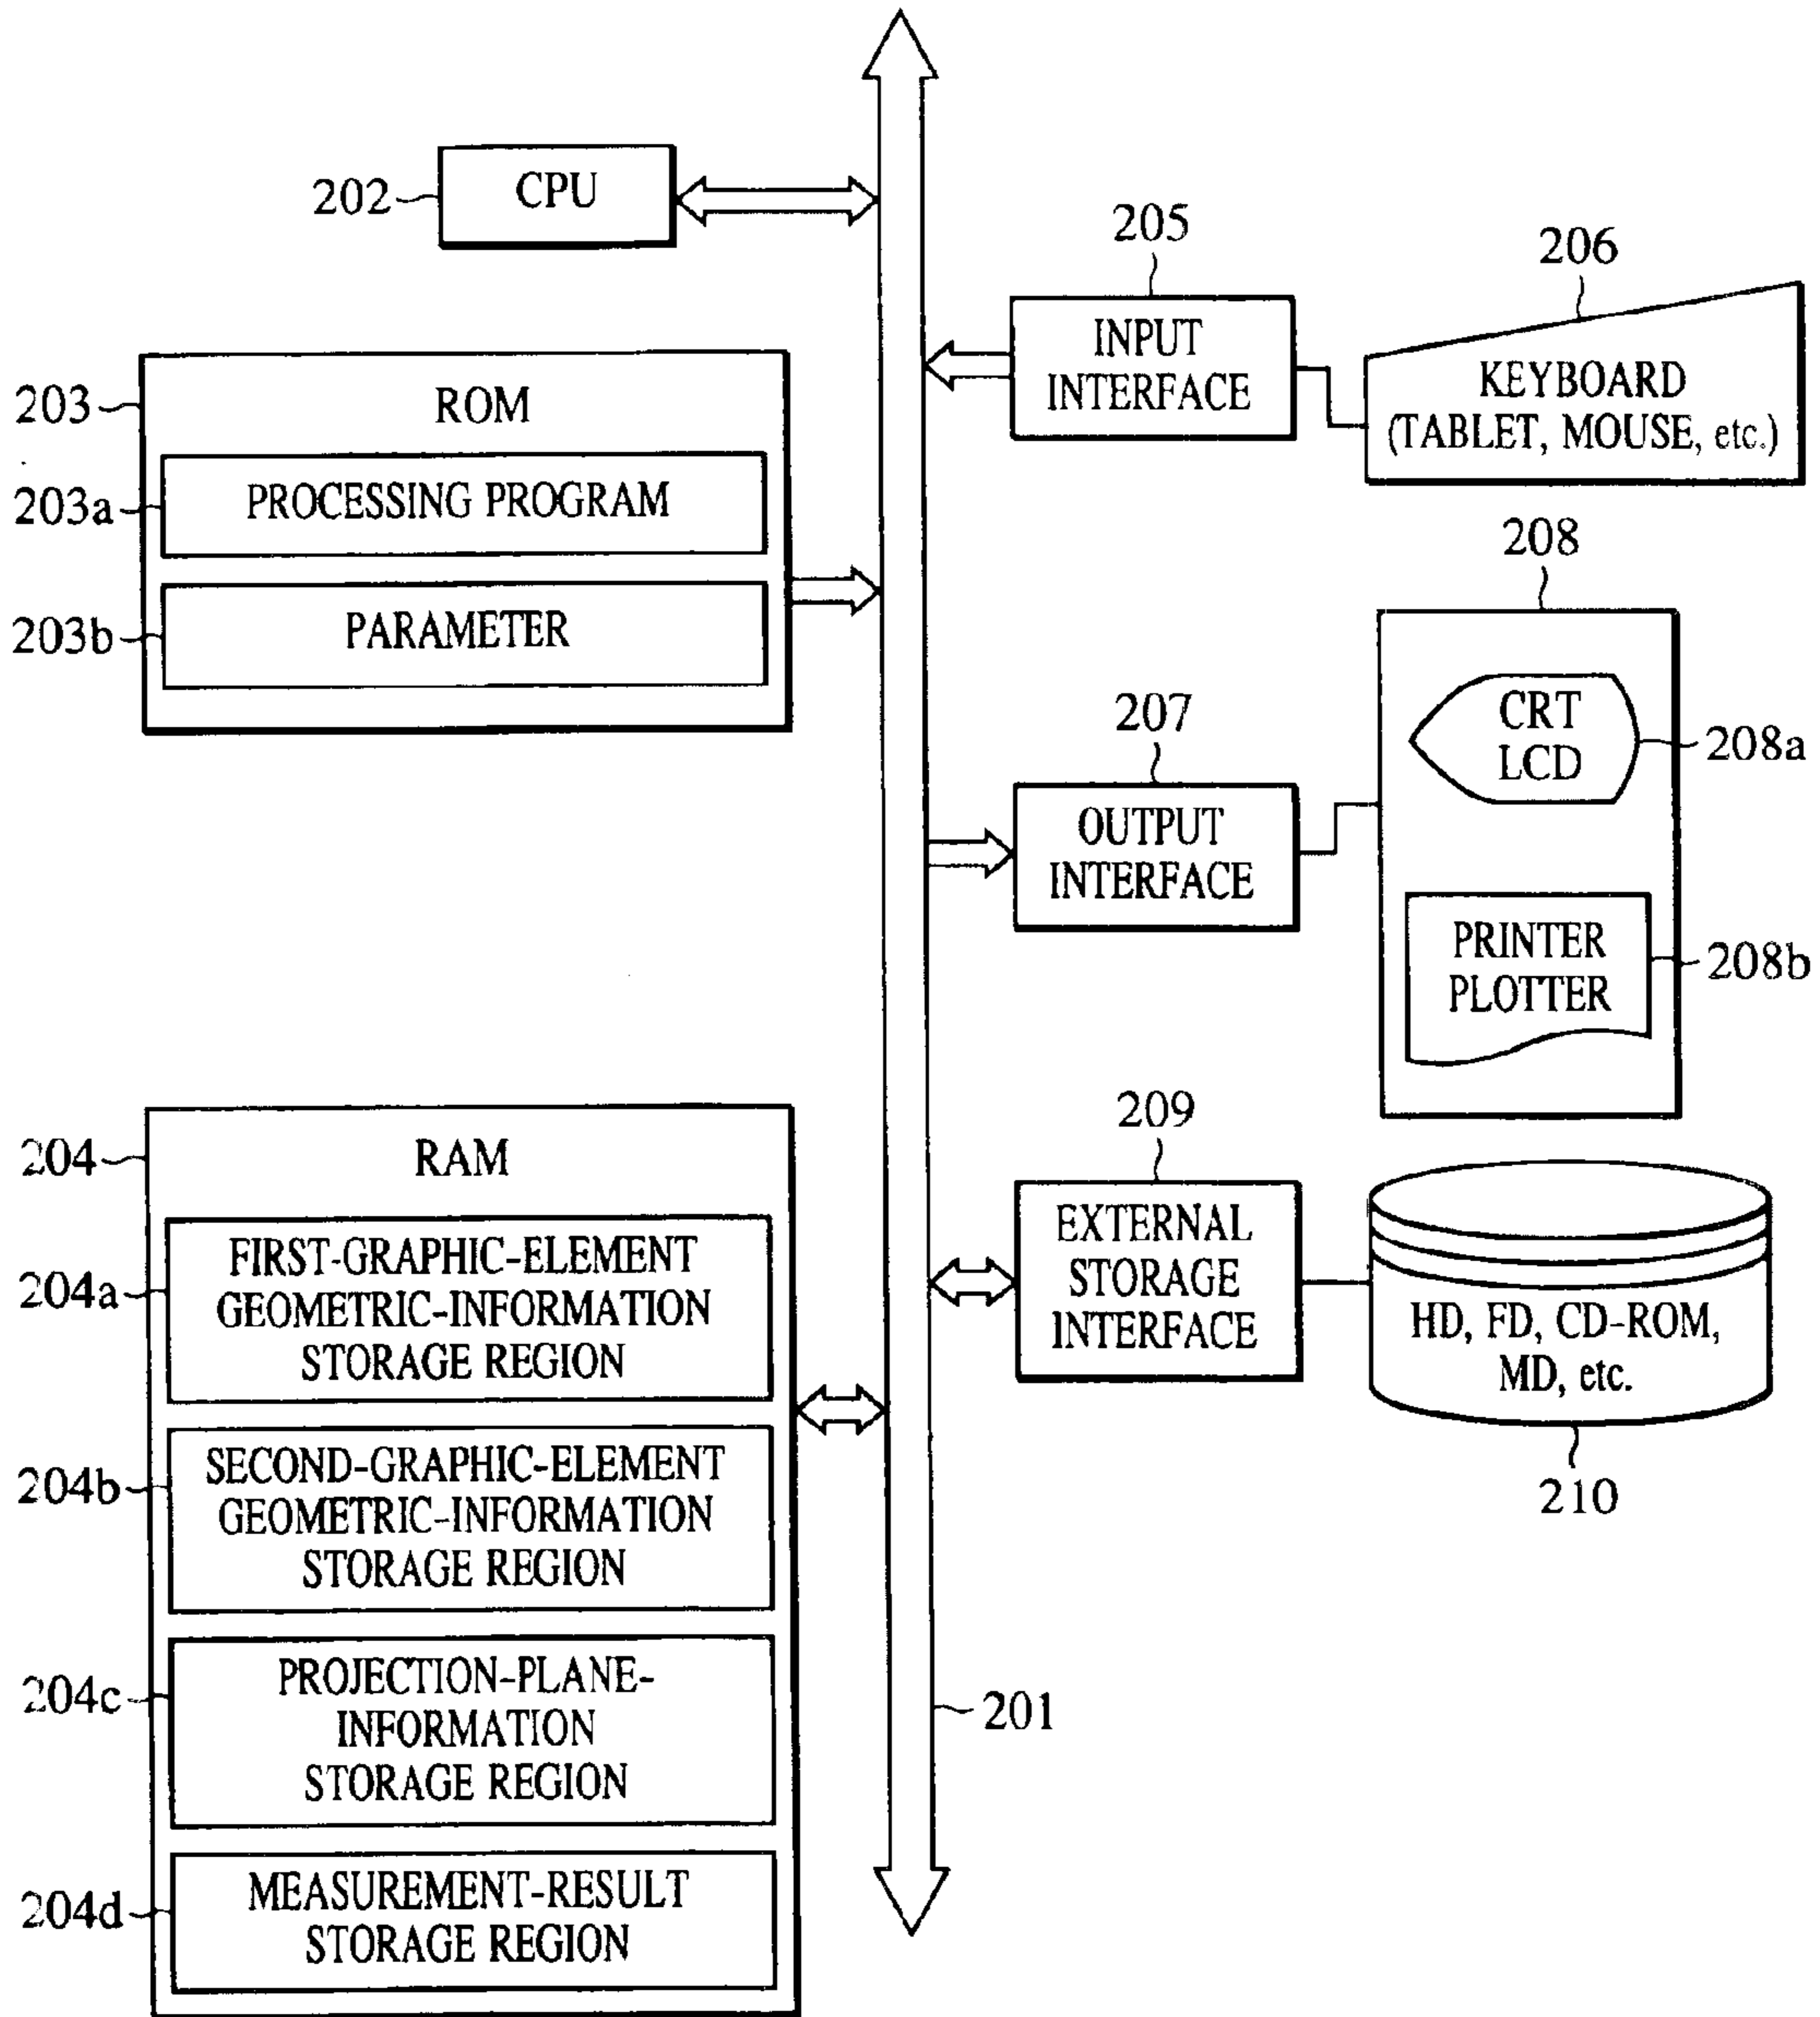 202
CPU
203
ROM
203a
PROCESSING PROGRAM
203b
PARAMETER
205
INPUT
INTERFACE
206
KEYBOARD
(TABLET, MOUSE, etc.)
207
OUTPUT
INTERFACE
208
CRT
LCD
208a
PRINTER
PLOTTER
208b
204
RAM
204a
FIRST-GRAPHIC-ELEMENT
GEOMETRIC-INFORMATION
STORAGE REGION
204b
SECOND-GRAPHIC-ELEMENT
GEOMETRIC-INFORMATION
STORAGE REGION
204c
PROJECTION-PLANE-
INFORMATION
STORAGE REGION
204d
MEASUREMENT-RESULT
STORAGE REGION
209
EXTERNAL
STORAGE
INTERFACE
HD, FD, CD-ROM,
MD, etc.
210
201